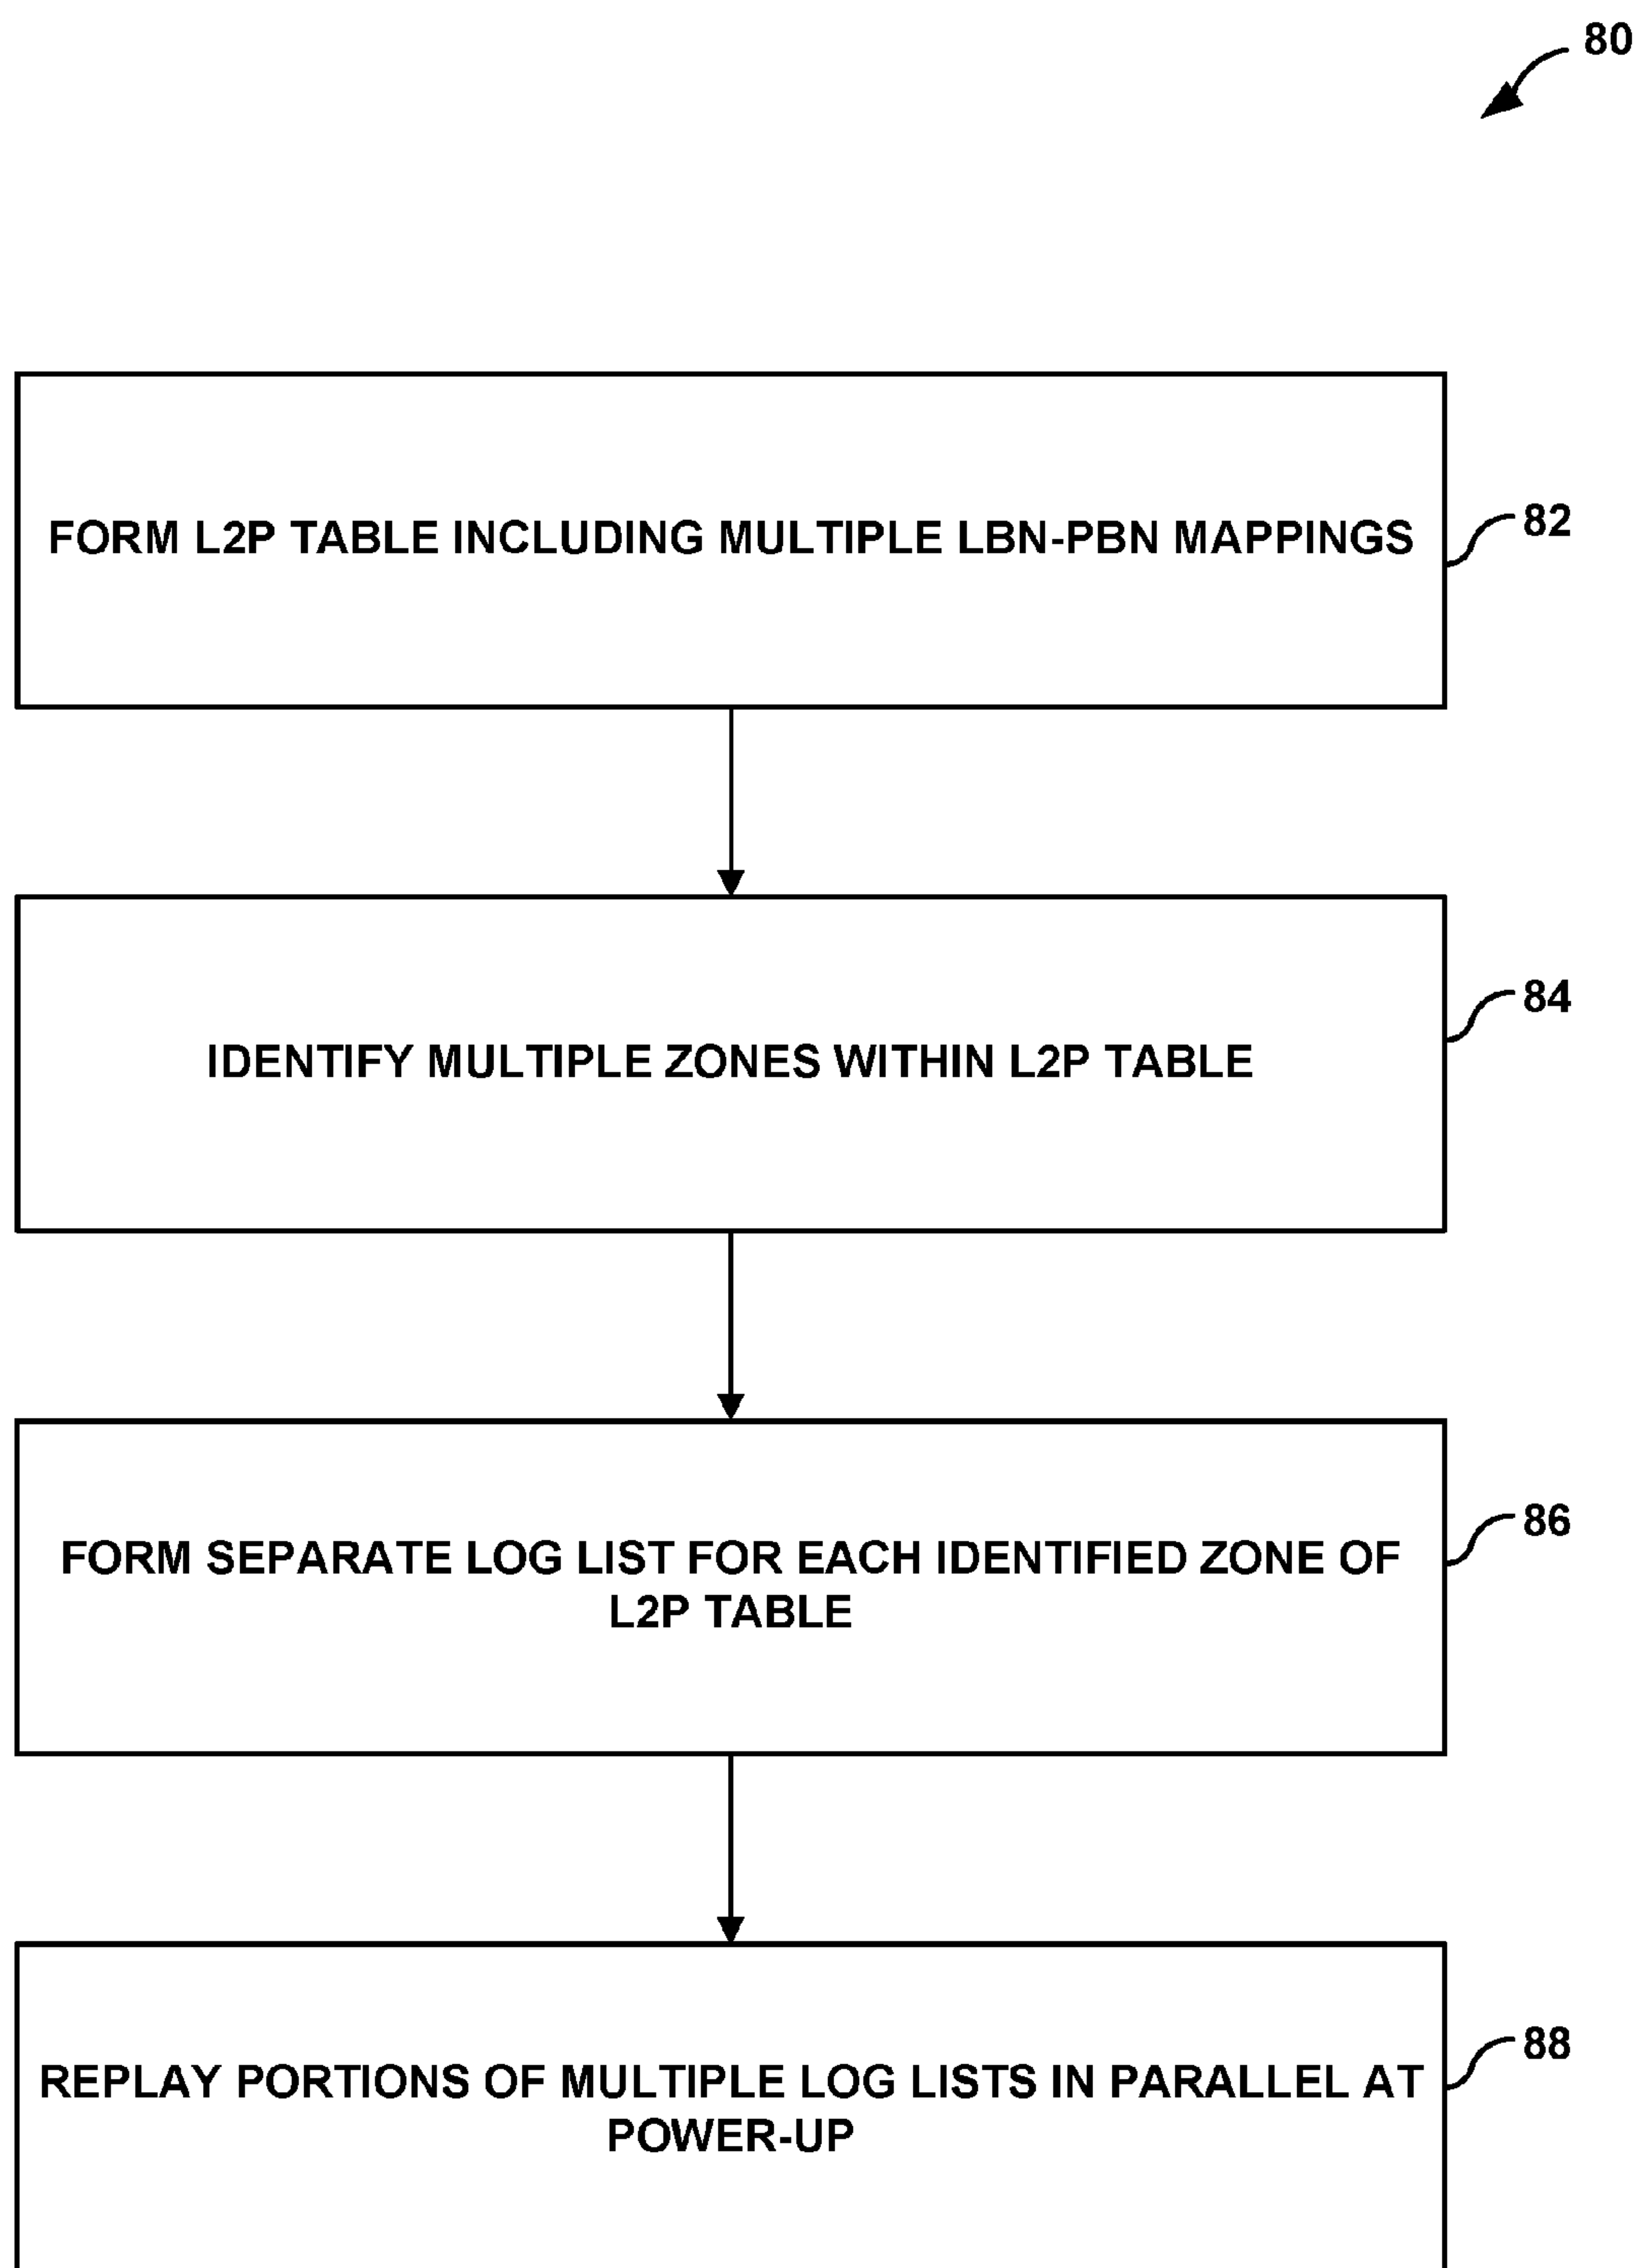 80
FORM L2P TABLE INCLUDING MULTIPLE LBN-PBN MAPPINGS
82
IDENTIFY MULTIPLE ZONES WITHIN L2P TABLE
84
FORM SEPARATE LOG LIST FOR EACH IDENTIFIED ZONE OF
L2P TABLE
86
REPLAY PORTIONS OF MULTIPLE LOG LISTS IN PARALLEL AT
POWER-UP
88